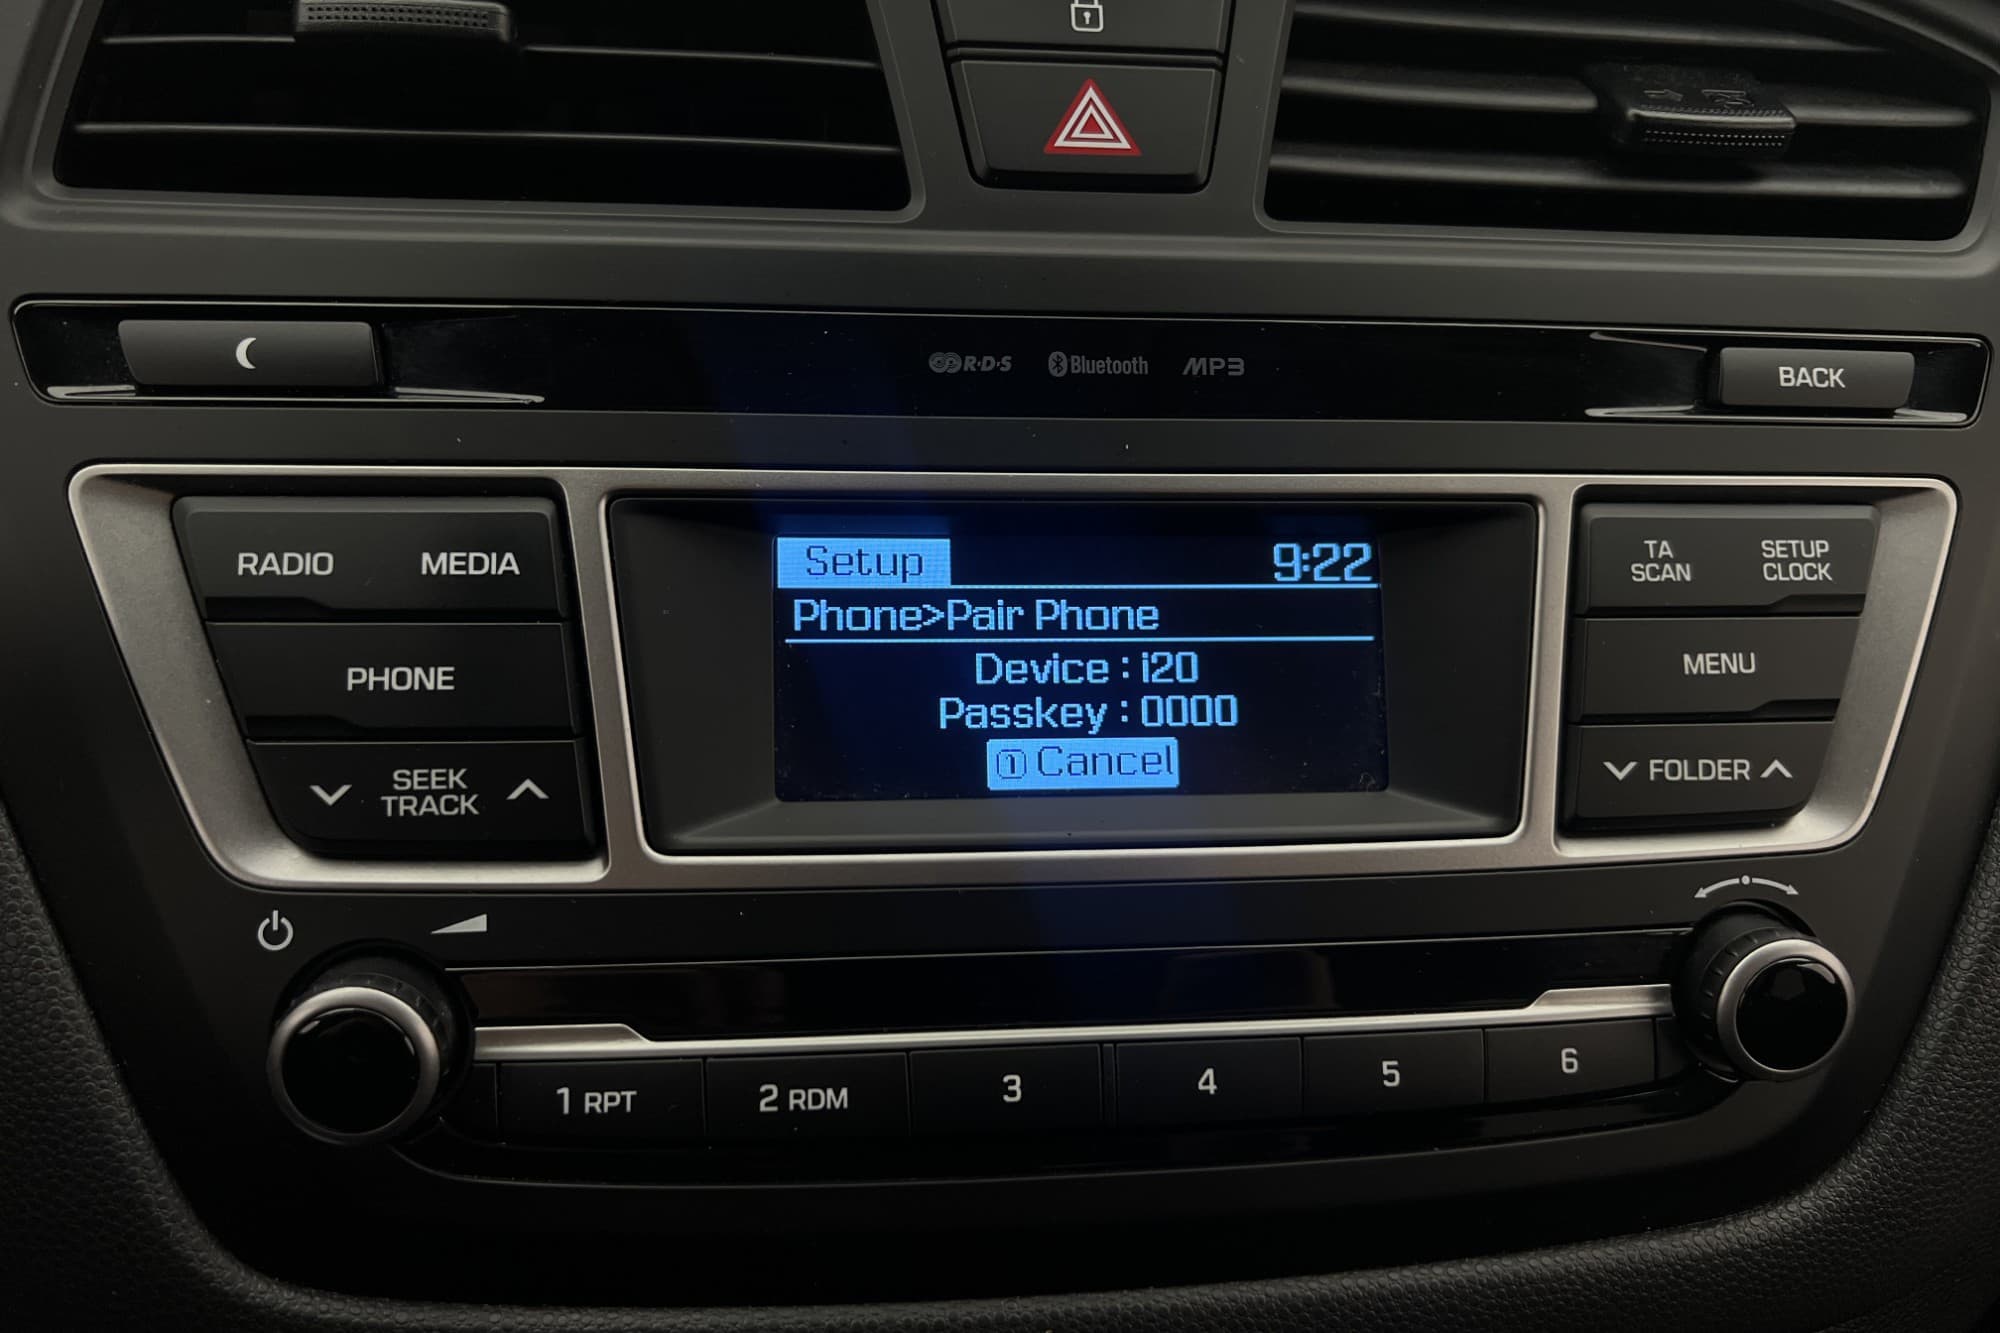 R·D·S Bluetooth MP3
BACK
RADIO MEDIA
PHONE
SEEK
TRACK
Setup 9:22
Phone>Pair Phone
Device : i20
Passkey : 0000
1 Cancel
TA
SCAN
SETUP
CLOCK
MENU
FOLDER
1 RPT 2 RDM 3 4 5 6